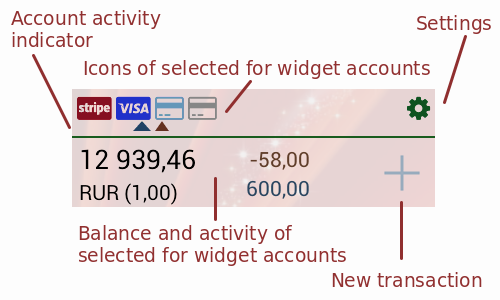 Account activity
indicator
Settings
Icons of selected for widget accounts
stripe VISA
12 939,46 -58,00
RUR (1,00) 600,00
Balance and activity of
selected for widget accounts
New transaction